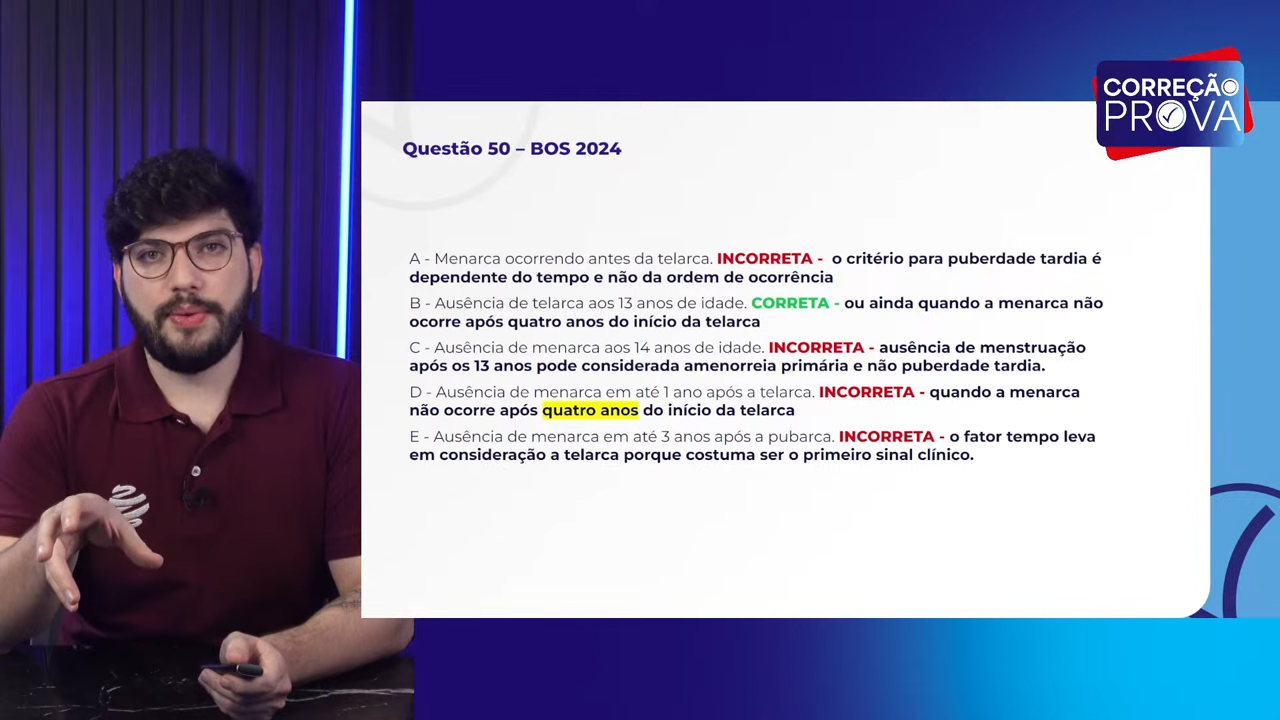 CORREÇÃO
PROVA
Questão 50 – BOS 2024
A - Menarca ocorrendo antes da telarca. INCORRETA - o critério para puberdade tardia é
dependente do tempo e não da ordem de ocorrência
B - Ausência de telarca aos 13 anos de idade. CORRETA - ou ainda quando a menarca não
ocorre após quatro anos do início da telarca
C - Ausência de menarca aos 14 anos de idade. INCORRETA - ausência de menstruação
após os 13 anos pode considerada amenorreia primária e não puberdade tardia.
D - Ausência de menarca em até 1 ano após a telarca. INCORRETA - quando a menarca
não ocorre após quatro anos do início da telarca
E - Ausência de menarca em até 3 anos após a pubarca. INCORRETA - o fator tempo leva
em consideração a telarca porque costuma ser o primeiro sinal clínico.